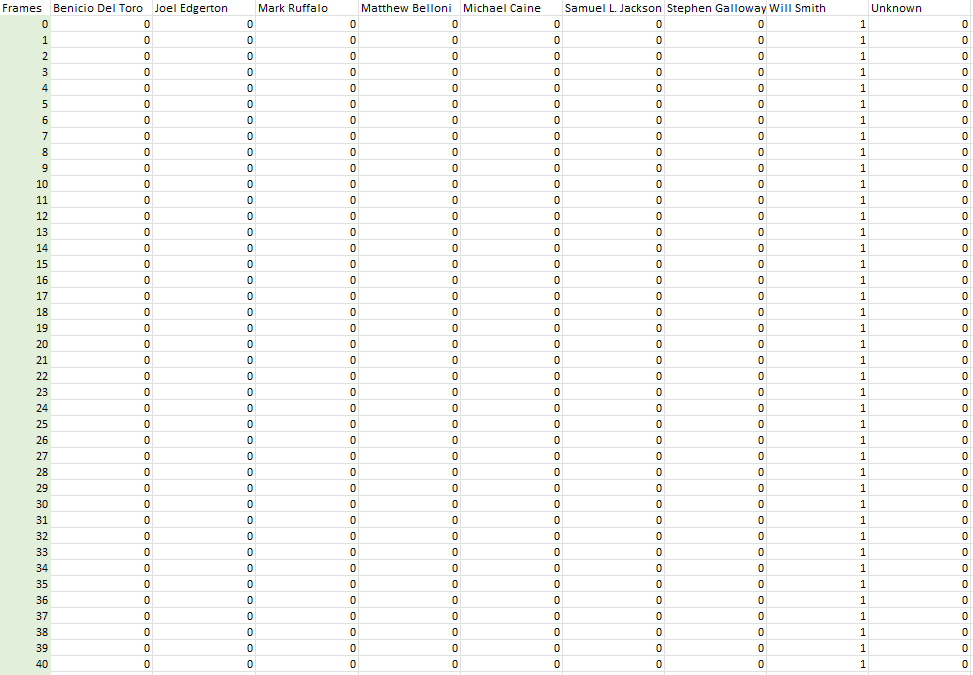 Frames Benicio Del Toro Joel Edgerton Mark Ruffalo Matthew Belloni Michael Caine Samuel L. Jackson Stephen Galloway Will Smith Unknown
0 0 0 0 0 0 0 0 1 0
1 0 0 0 0 0 0 0 1 0
2 0 0 0 0 0 0 0 1 0
3 0 0 0 0 0 0 0 1 0
4 0 0 0 0 0 0 0 1 0
5 0 0 0 0 0 0 0 1 0
6 0 0 0 0 0 0 0 1 0
7 0 0 0 0 0 0 0 1 0
8 0 0 0 0 0 0 0 1 0
9 0 0 0 0 0 0 0 1 0
10 0 0 0 0 0 0 0 1 0
11 0 0 0 0 0 0 0 1 0
12 0 0 0 0 0 0 0 1 0
13 0 0 0 0 0 0 0 1 0
14 0 0 0 0 0 0 0 1 0
15 0 0 0 0 0 0 0 1 0
16 0 0 0 0 0 0 0 1 0
17 0 0 0 0 0 0 0 1 0
18 0 0 0 0 0 0 0 1 0
19 0 0 0 0 0 0 0 1 0
20 0 0 0 0 0 0 0 1 0
21 0 0 0 0 0 0 0 1 0
22 0 0 0 0 0 0 0 1 0
23 0 0 0 0 0 0 0 1 0
24 0 0 0 0 0 0 0 1 0
25 0 0 0 0 0 0 0 1 0
26 0 0 0 0 0 0 0 1 0
27 0 0 0 0 0 0 0 1 0
28 0 0 0 0 0 0 0 1 0
29 0 0 0 0 0 0 0 1 0
30 0 0 0 0 0 0 0 1 0
31 0 0 0 0 0 0 0 1 0
32 0 0 0 0 0 0 0 1 0
33 0 0 0 0 0 0 0 1 0
34 0 0 0 0 0 0 0 1 0
35 0 0 0 0 0 0 0 1 0
36 0 0 0 0 0 0 0 1 0
37 0 0 0 0 0 0 0 1 0
38 0 0 0 0 0 0 0 1 0
39 0 0 0 0 0 0 0 1 0
40 0 0 0 0 0 0 0 1 0